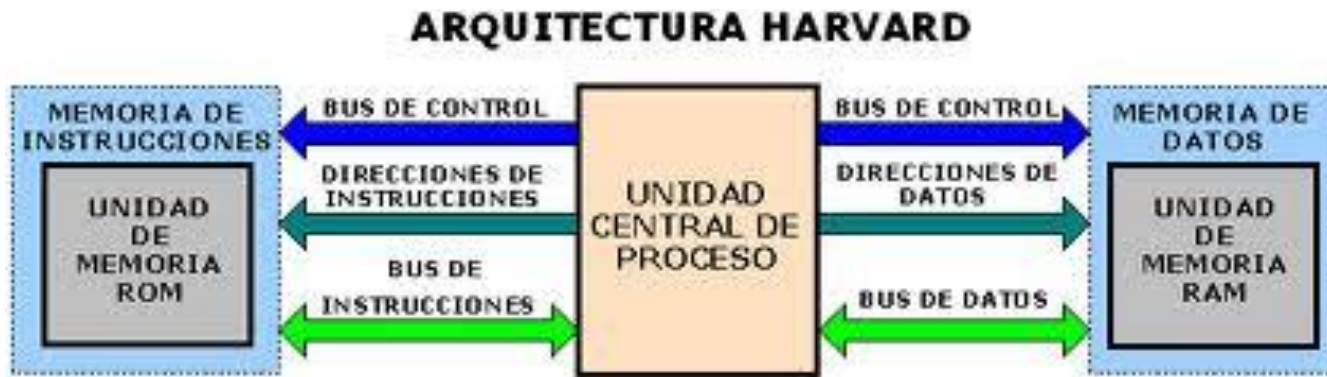 ARQUITECTURA HARVARD
MEMORIA DE
INSTRUCCIONES
UNIDAD
DE
MEMORIA
ROM
BUS DE CONTROL
DIRECCIONES DE
INSTRUCCIONES
BUS DE
INSTRUCCIONES
UNIDAD
CENTRAL DE
PROCESO
BUS DE CONTROL
DIRECCIONES DE
DATOS
BUS DE DATOS
MEMORIA DE
DATOS
UNIDAD
DE
MEMORIA
RAM